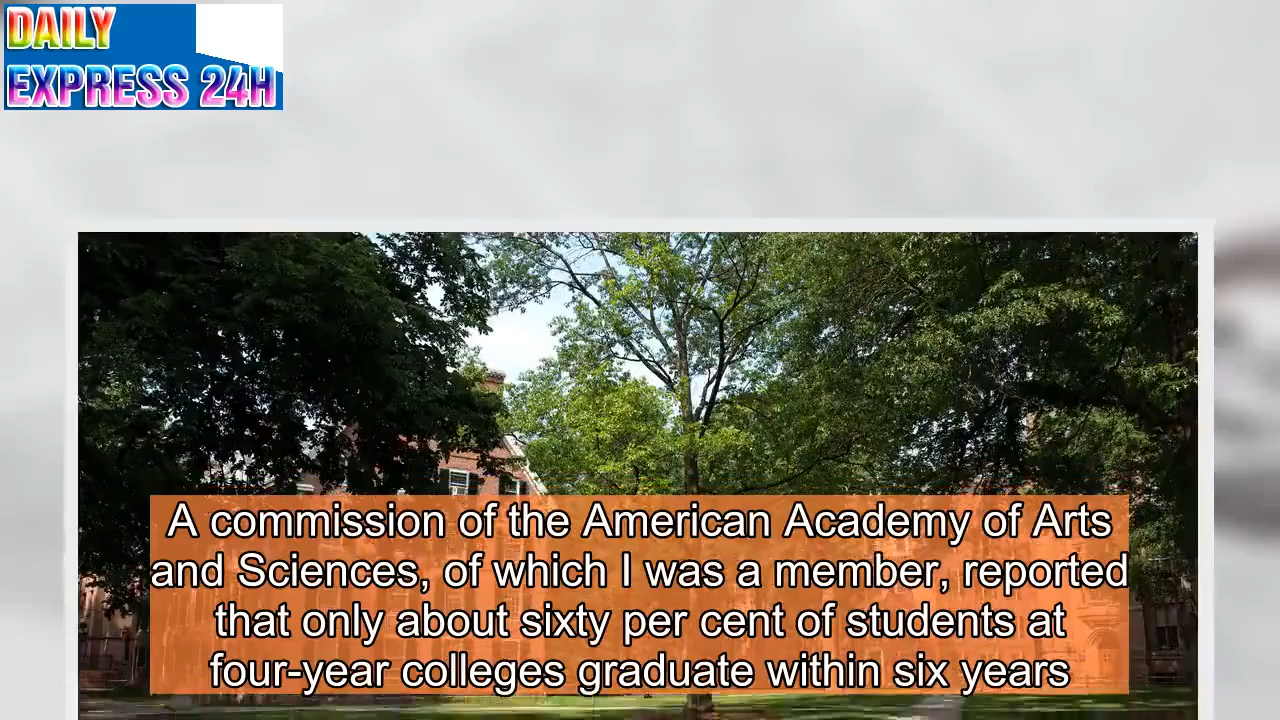 DAILY
EXPRESS 24H
A commission of the American Academy of Arts
and Sciences, of which I was a member, reported
that only about sixty per cent of students at
four-year colleges graduate within six years